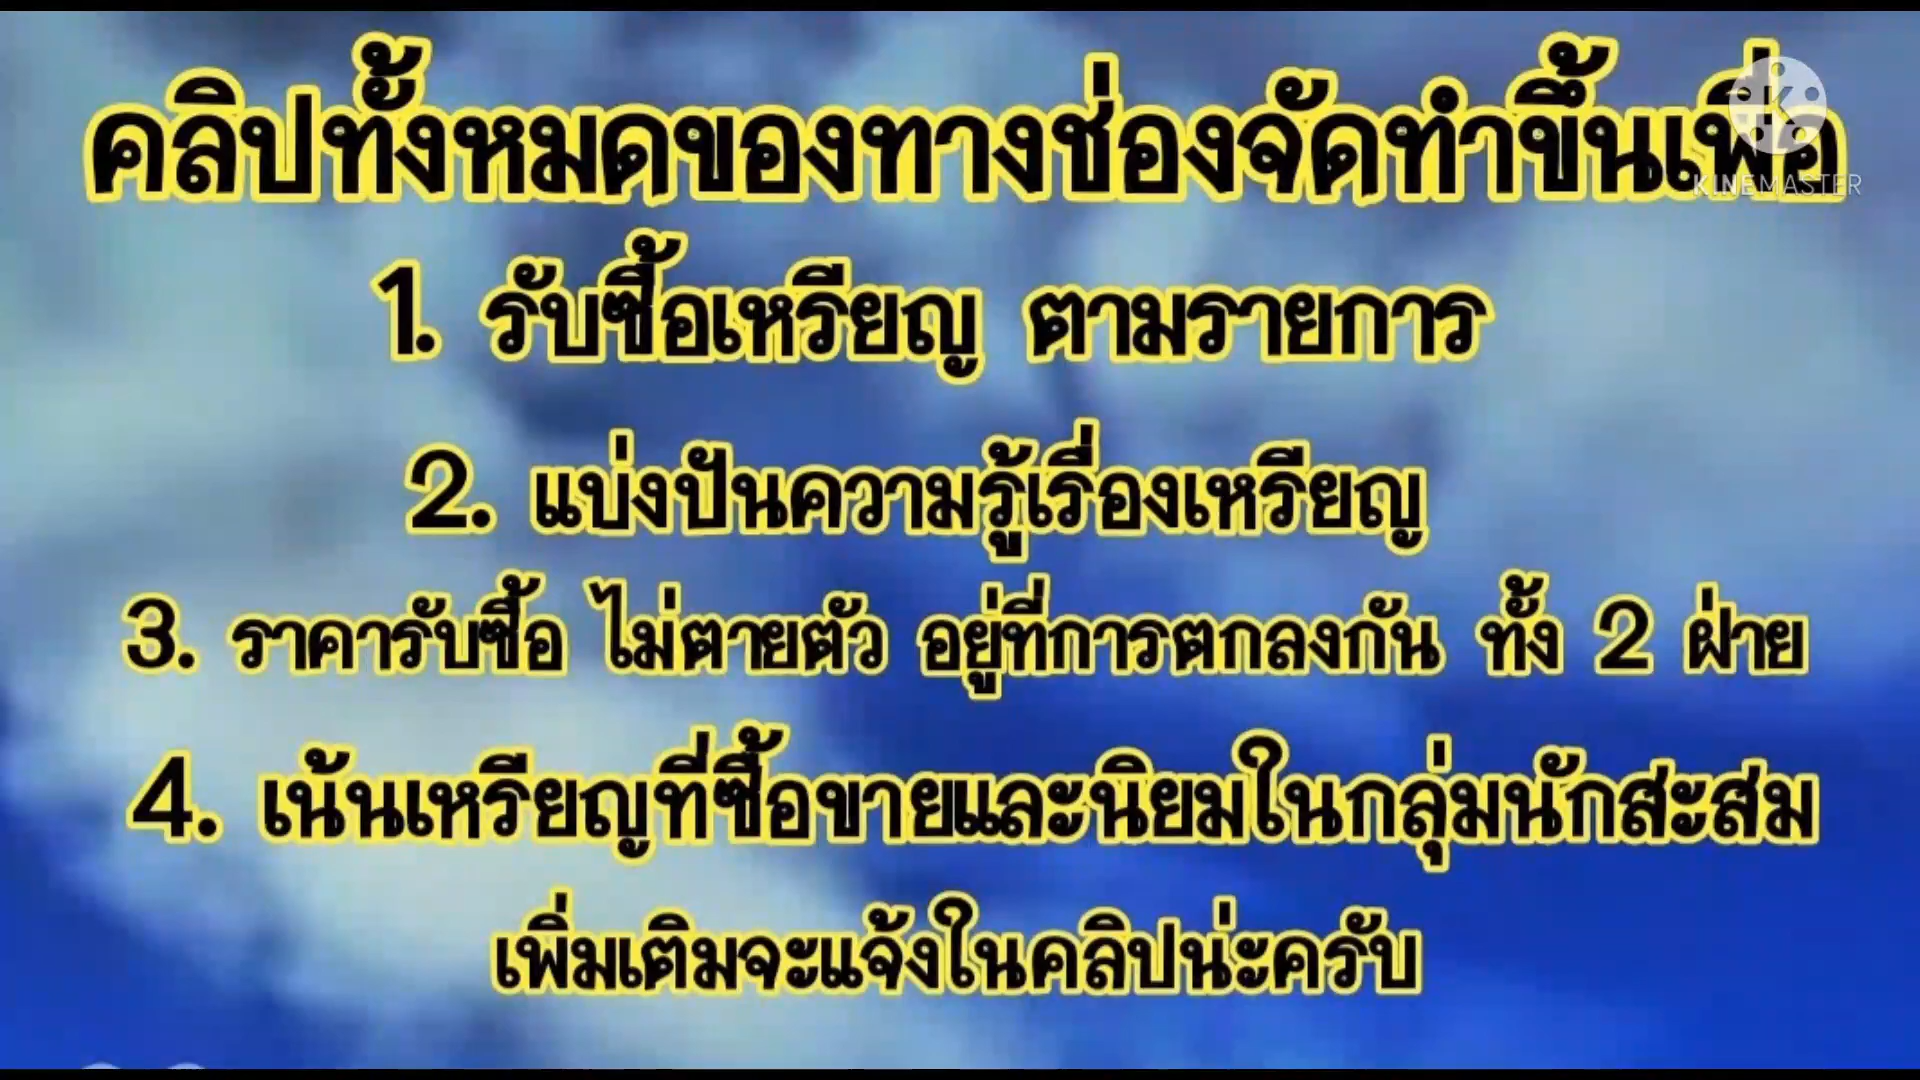 คลิปทั้งหมดของทางช่องจัดทำขึ้นเพื่อ
KINEMASTER
1. รับซื้อเหรียญ ตามรายการ
2. แบ่งปันความรู้เรื่องเหรียญ
3. ราคารับซื้อ ไม่ตายตัว อยู่ที่การตกลงกัน ทั้ง 2 ฝ่าย
4. เน้นเหรียญที่ซื้อขายและนิยมในกลุ่มนักสะสม
เพิ่มเติมจะแจ้งในคลิปน่ะครับ